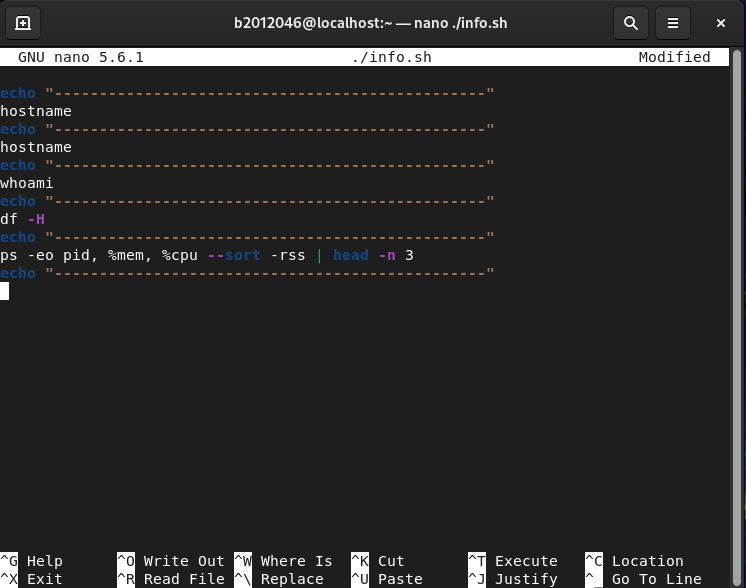 b2012046@localhost:~ — nano ./info.sh
GNU nano 5.6.1 ./info.sh Modified
echo "------------------------------------------------"
hostname
echo "------------------------------------------------"
hostname
echo "------------------------------------------------"
whoami
echo "------------------------------------------------"
df -H
echo "------------------------------------------------"
ps -eo pid, %mem, %cpu --sort -rss | head -n 3
echo "------------------------------------------------"
^G Help ^O Write Out ^W Where Is ^K Cut ^T Execute ^C Location
^X Exit ^R Read File ^\ Replace ^U Paste ^J Justify ^_ Go To Line